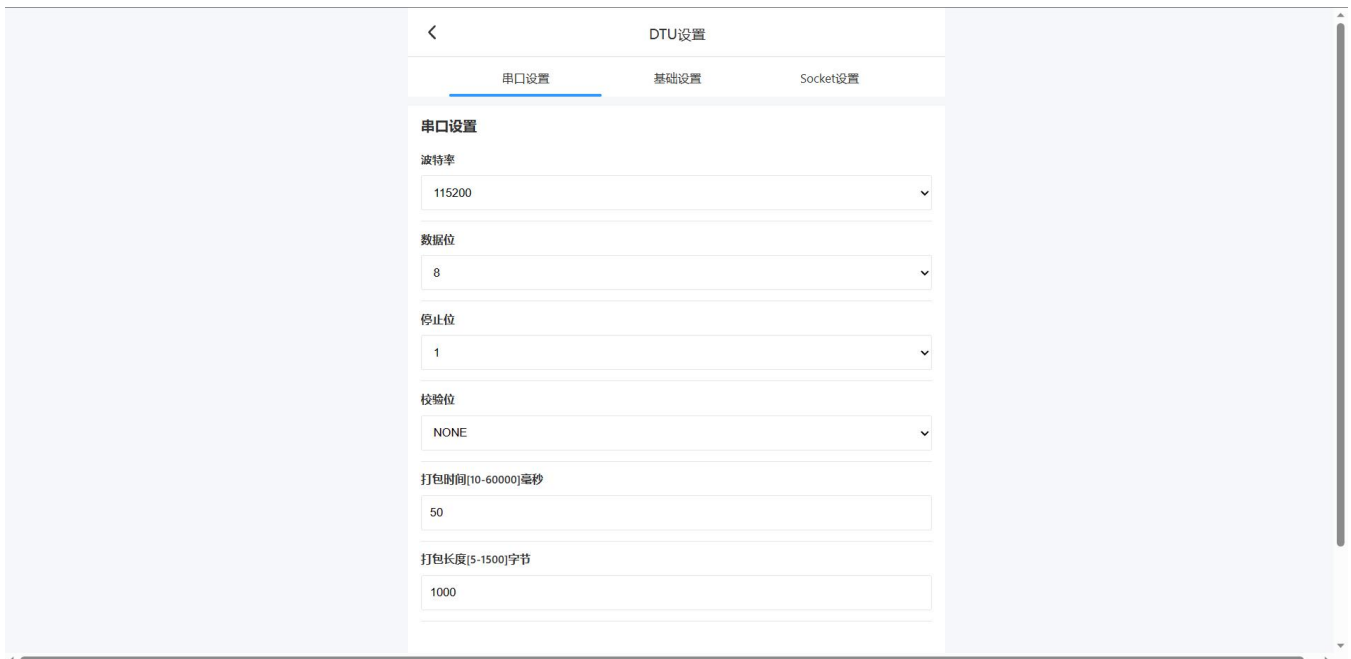 DTU设置
串口设置 基础设置 Socket设置
串口设置
波特率
115200
数据位
8
停止位
1
校验位
NONE
打包时间[10-60000]毫秒
50
打包长度[5-1500]字节
1000